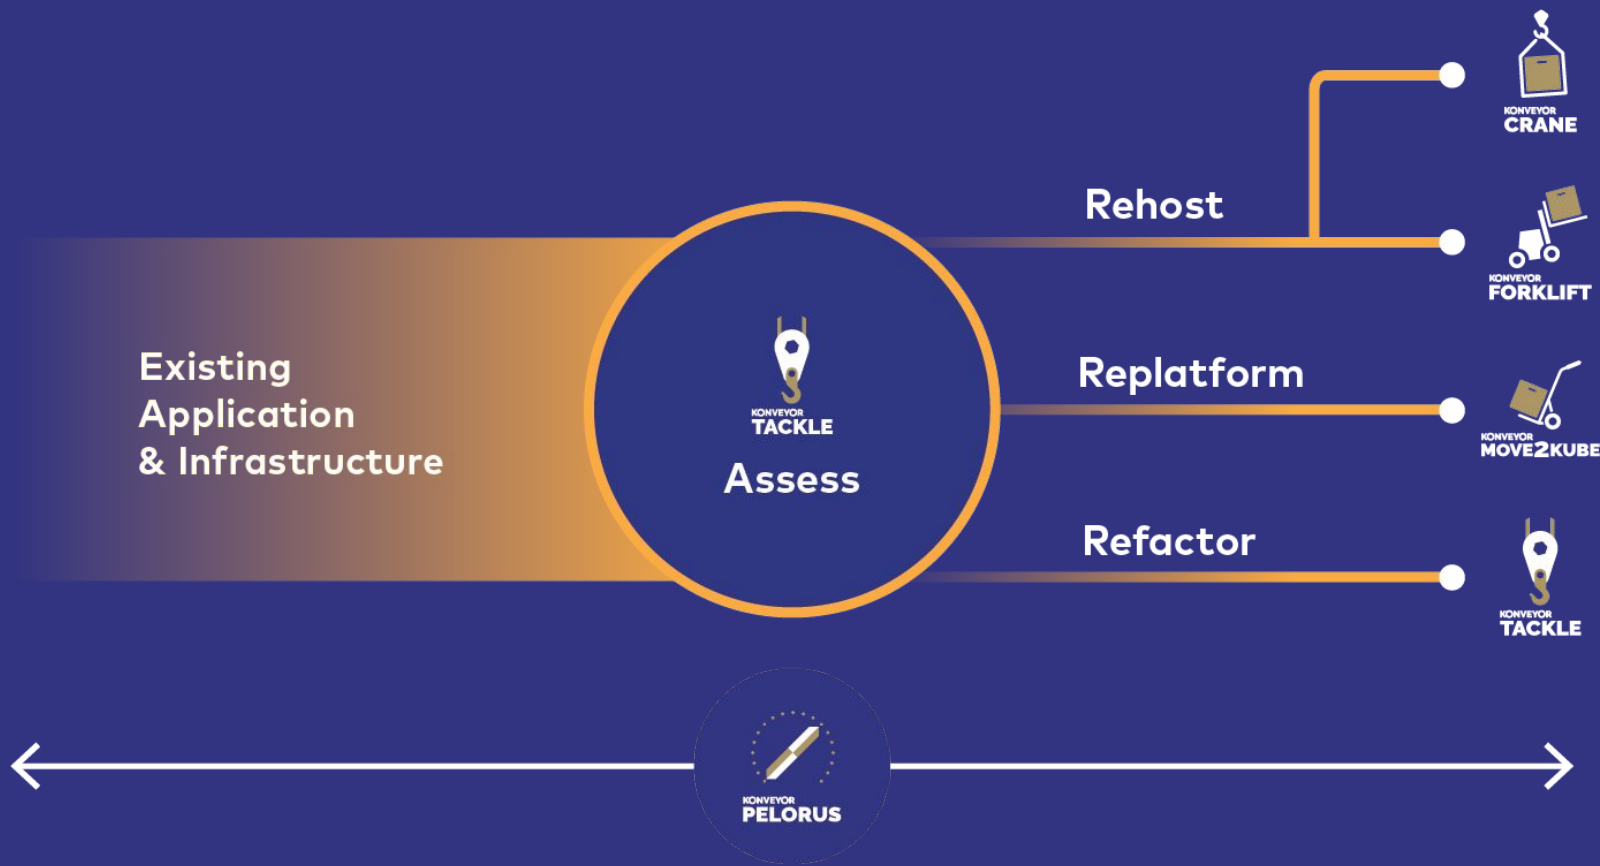 Existing
Application
& Infrastructure
KONVEYOR
TACKLE
Assess
Rehost
KONVEYOR
CRANE
KONVEYOR
FORKLIFT
Replatform
KONVEYOR
MOVE2KUBE
Refactor
KONVEYOR
TACKLE
KONVEYOR
PELORUS